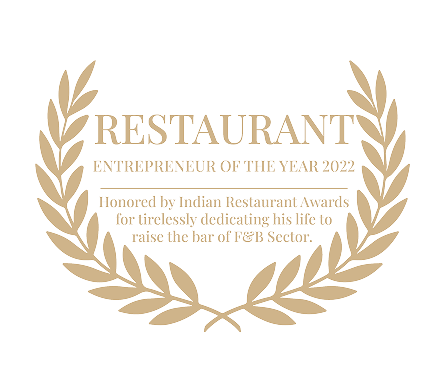 RESTAURANT
ENTREPRENEUR OF THE YEAR 2022
Honored by Indian Restaurant Awards
for tirelessly dedicating his life to
raise the bar of F&B Sector.